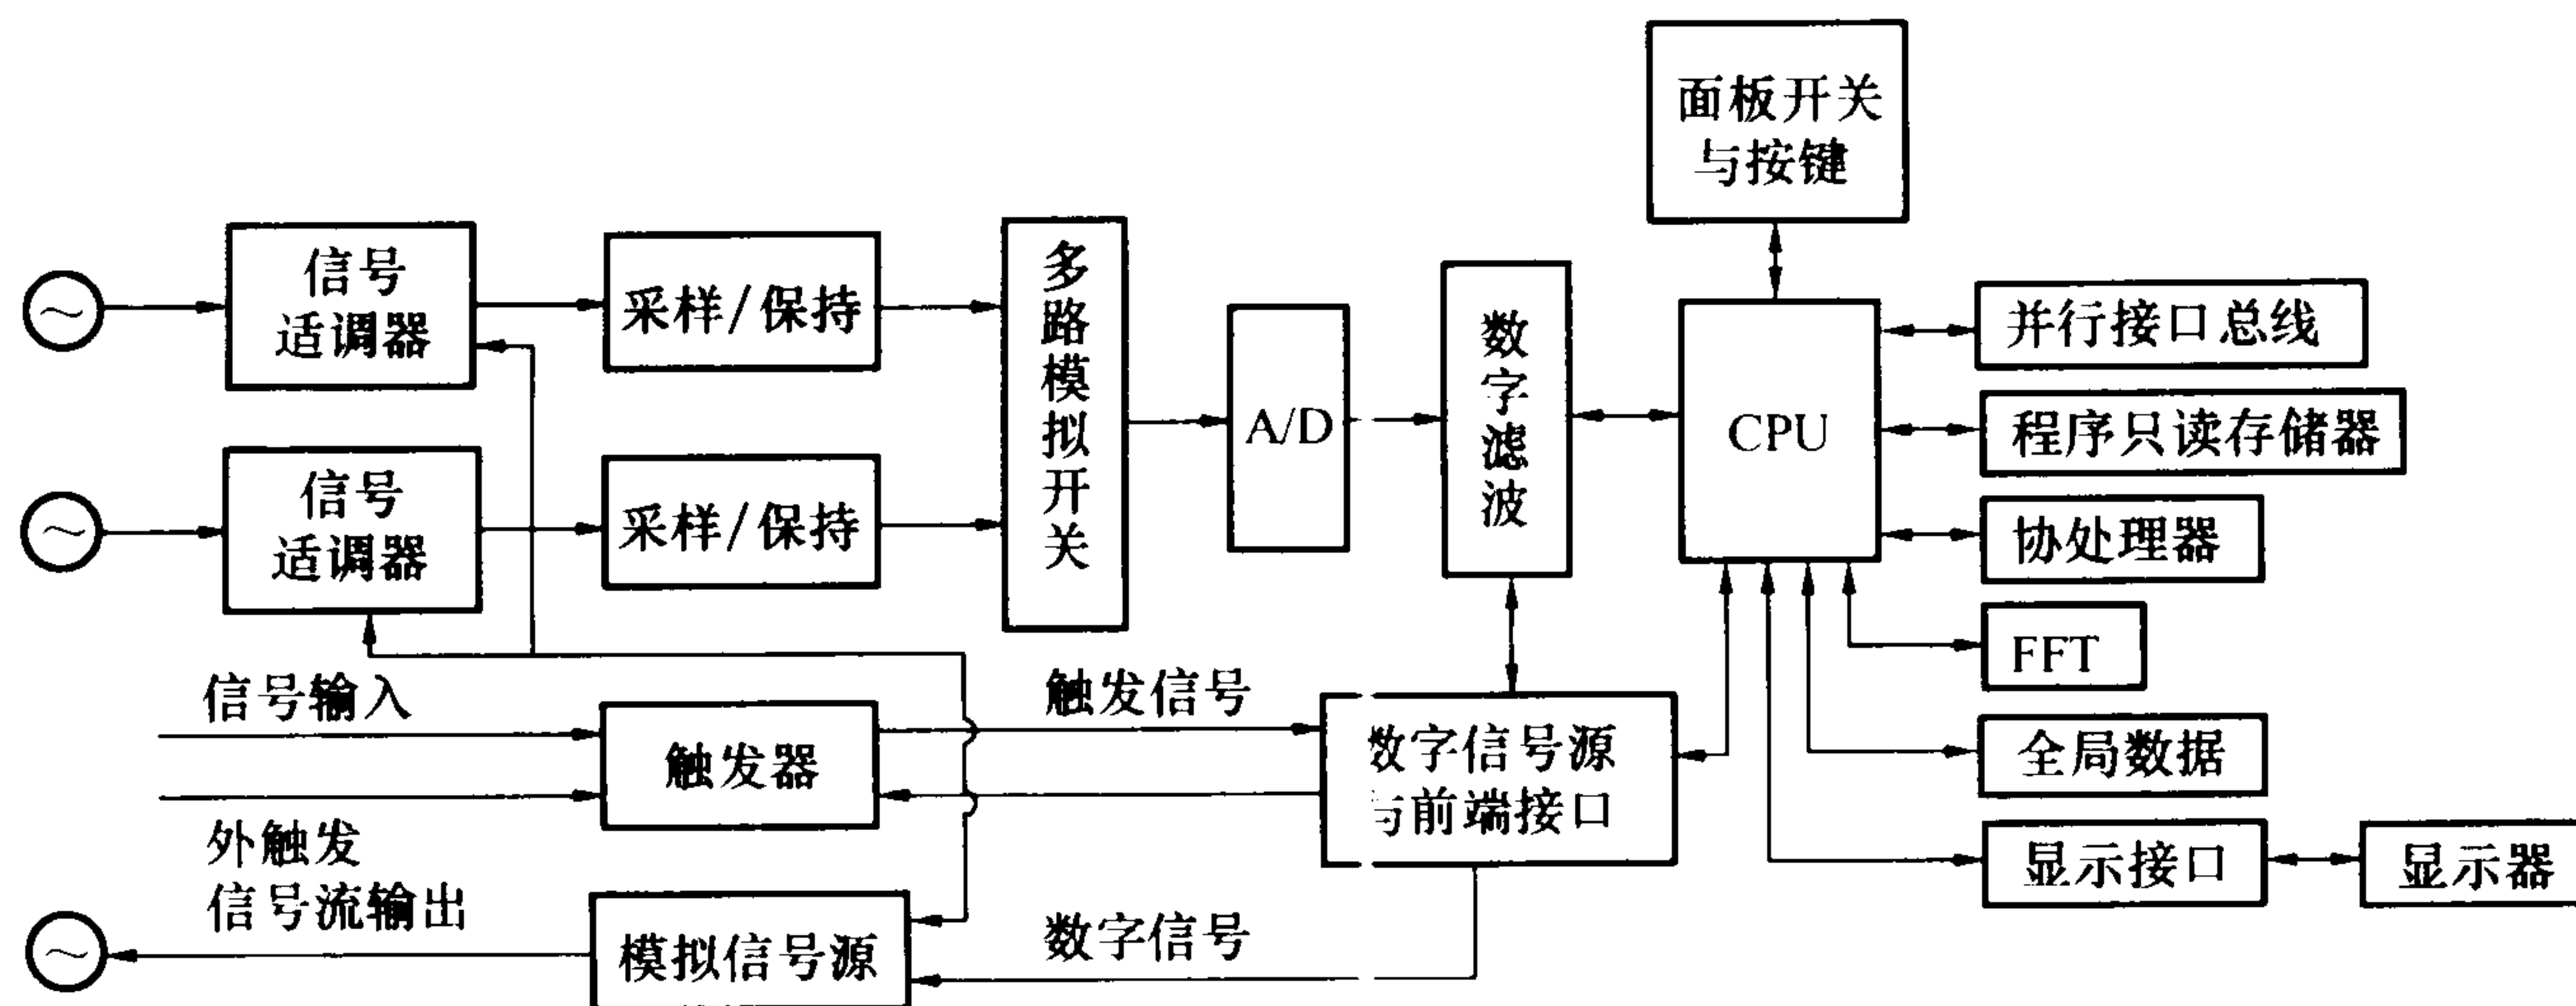 面板开关
与按键
信号
适调器
采样/保持
多路模拟开关
A/D
数字滤波
CPU
并行接口总线
程序只读存储器
协处理器
FFT
全局数据
显示接口
显示器
信号
适调器
采样/保持
信号输入
触发器
触发信号
数字信号源
与前端接口
外触发
信号流输出
模拟信号源
数字信号